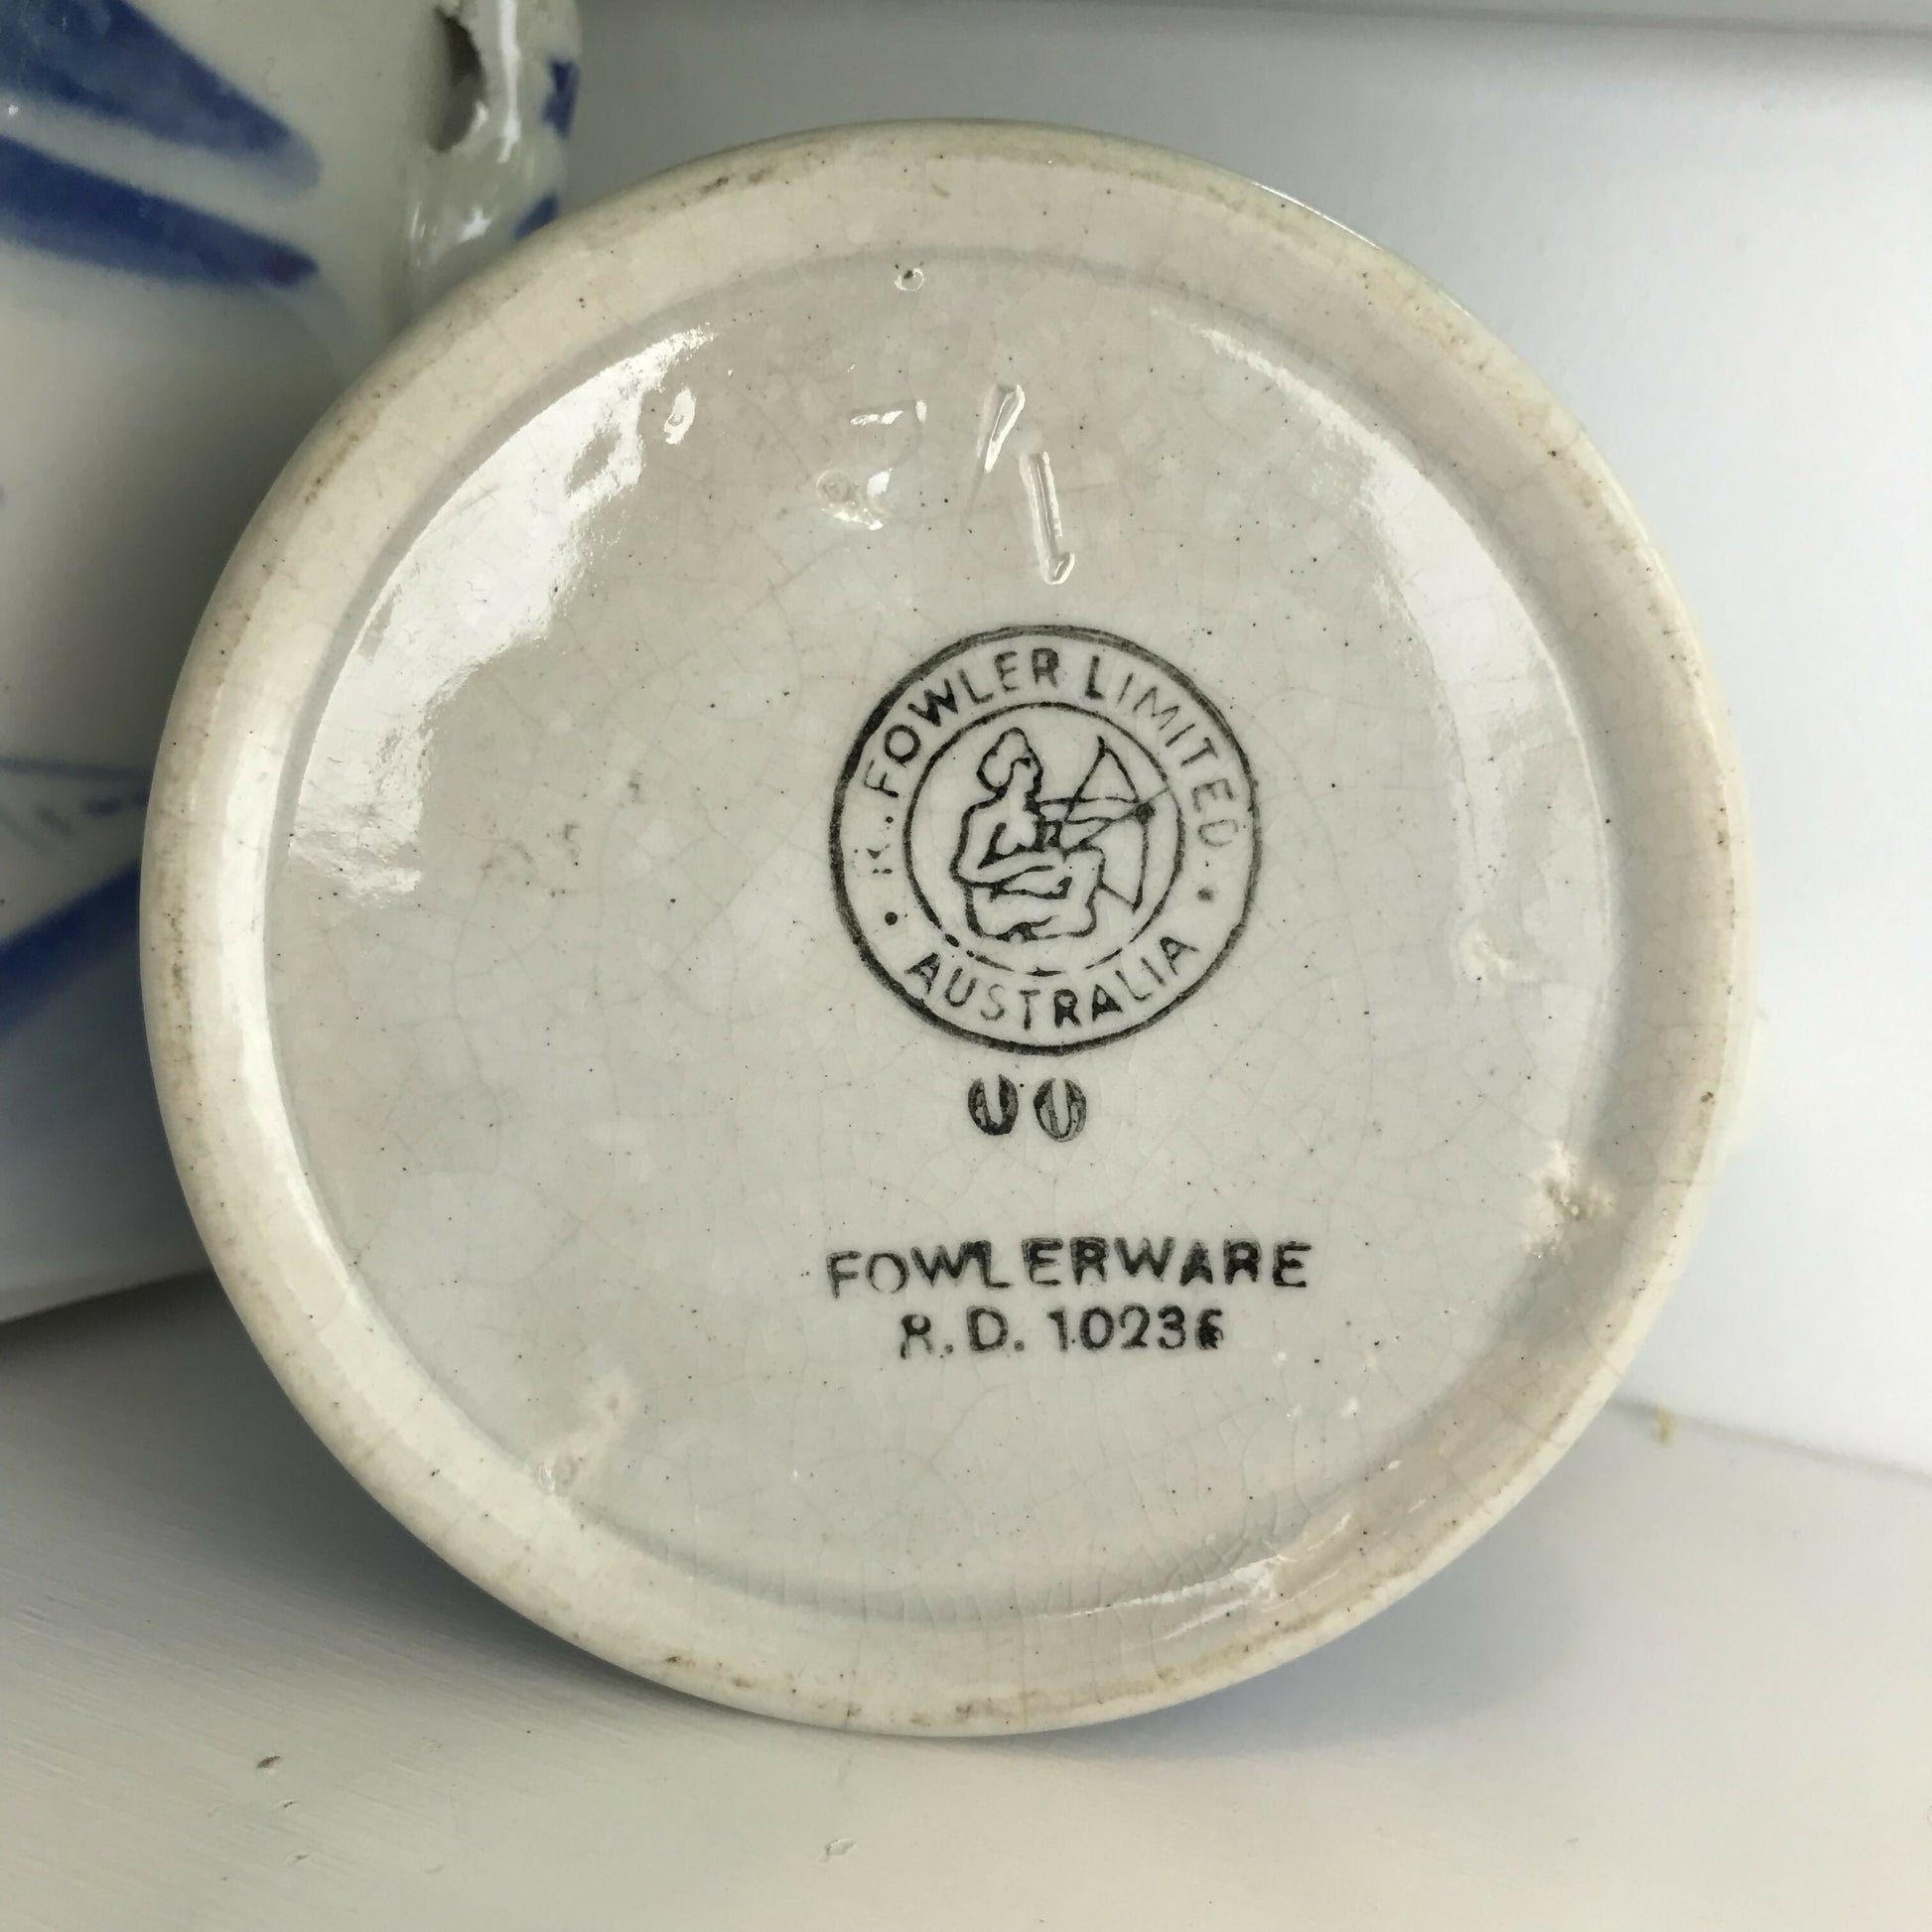 R. FOWLER LIMITED
AUSTRALIA
FOWLERWARE
R.D. 10236